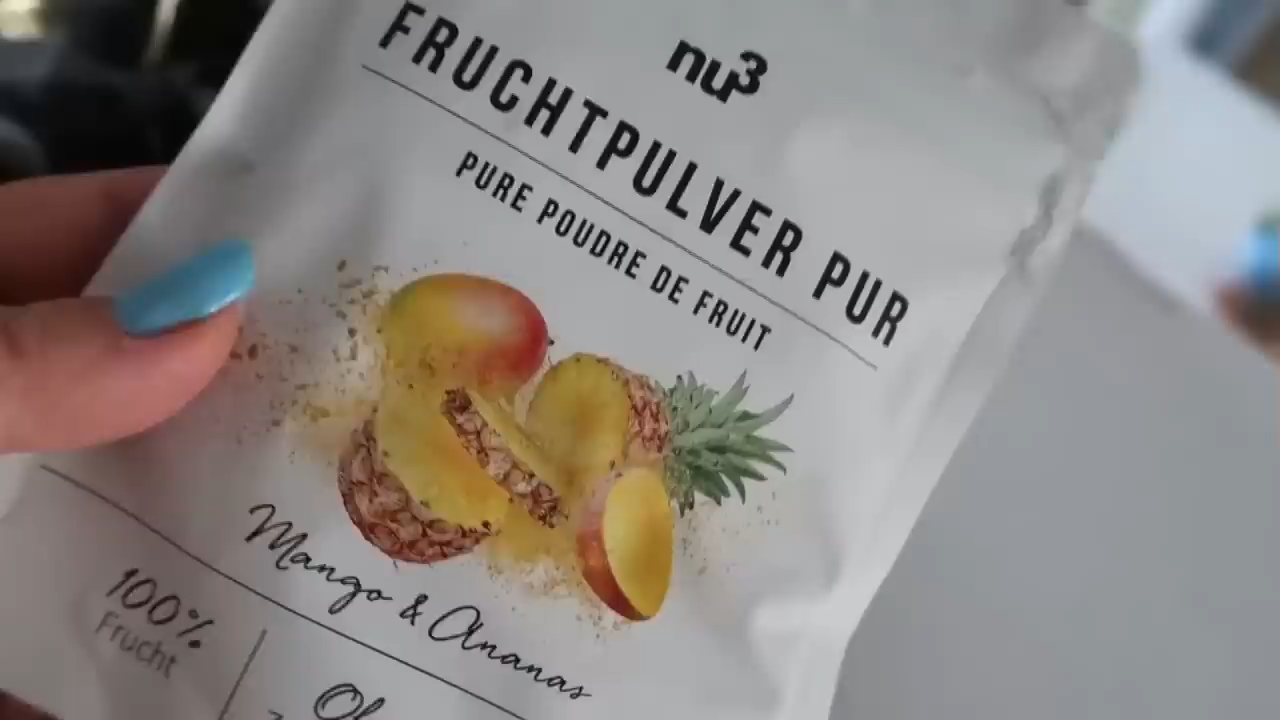 nu3
FRUCHTPULVER PUR
PURE POUDRE DE FRUIT
Mango & Ananas
100%
Frucht